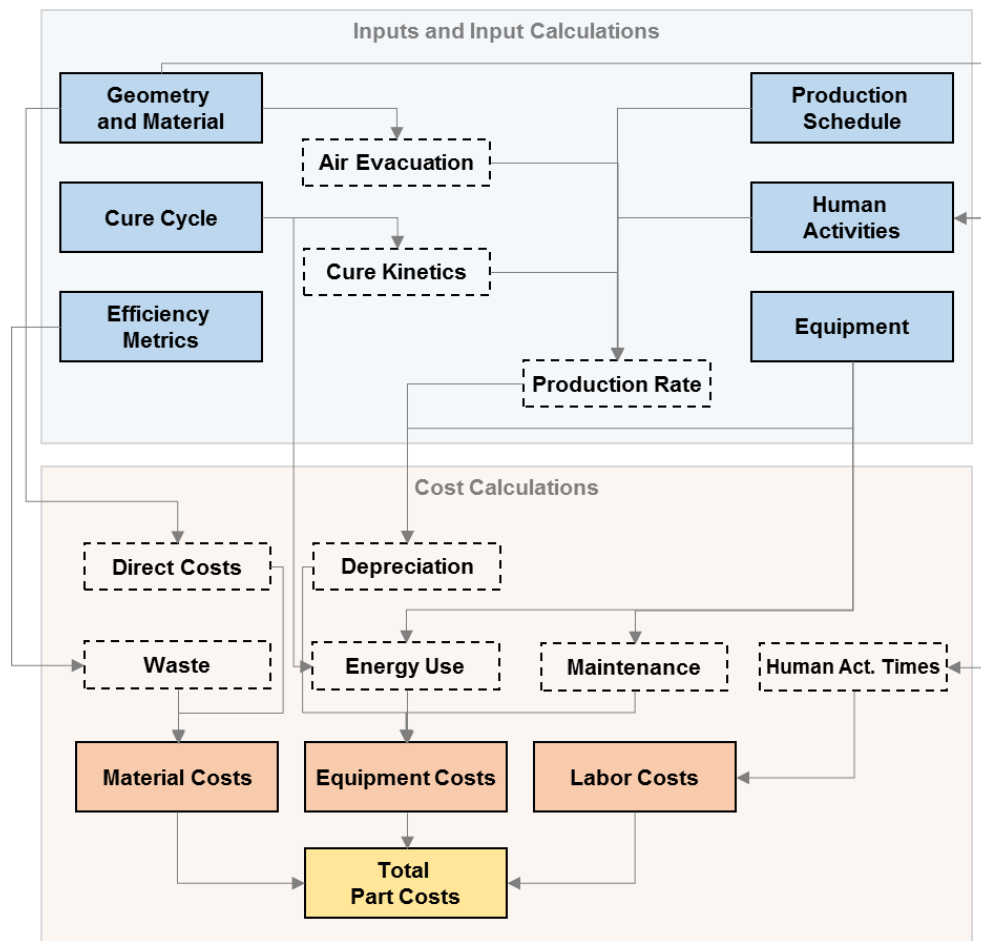 Inputs and Input Calculations
Geometry
and Material
Production
Schedule
Air Evacuation
Cure Cycle
Human
Activities
Cure Kinetics
Efficiency
Metrics
Equipment
Production Rate
Cost Calculations
Direct Costs
Depreciation
Waste
Energy Use
Maintenance
Human Act. Times
Material Costs
Equipment Costs
Labor Costs
Total
Part Costs